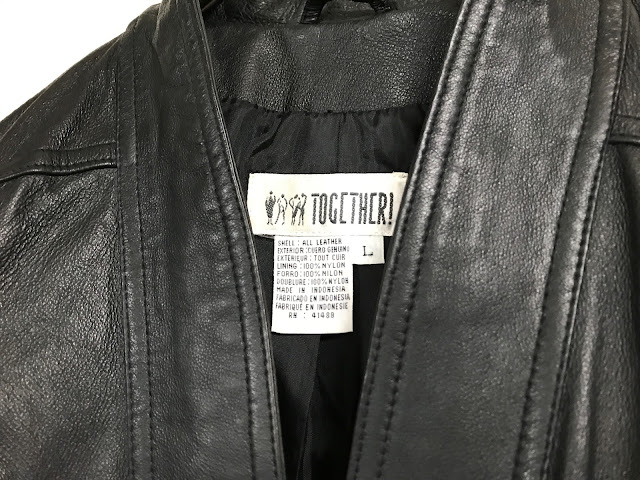 TOGETHER!
L
SHELL : ALL LEATHER
EXTERIOR : CUERO GENUINO
EXTERIEUR : TOUT CUIR
LINING : 100% NYLON
FORRO : 100% NILON
DOUBLURE : 100% NYLON
MADE IN INDONESIA
FABRICADO EN INDONESIA
FABRIQUÉ EN INDONESIE
RN : 41488